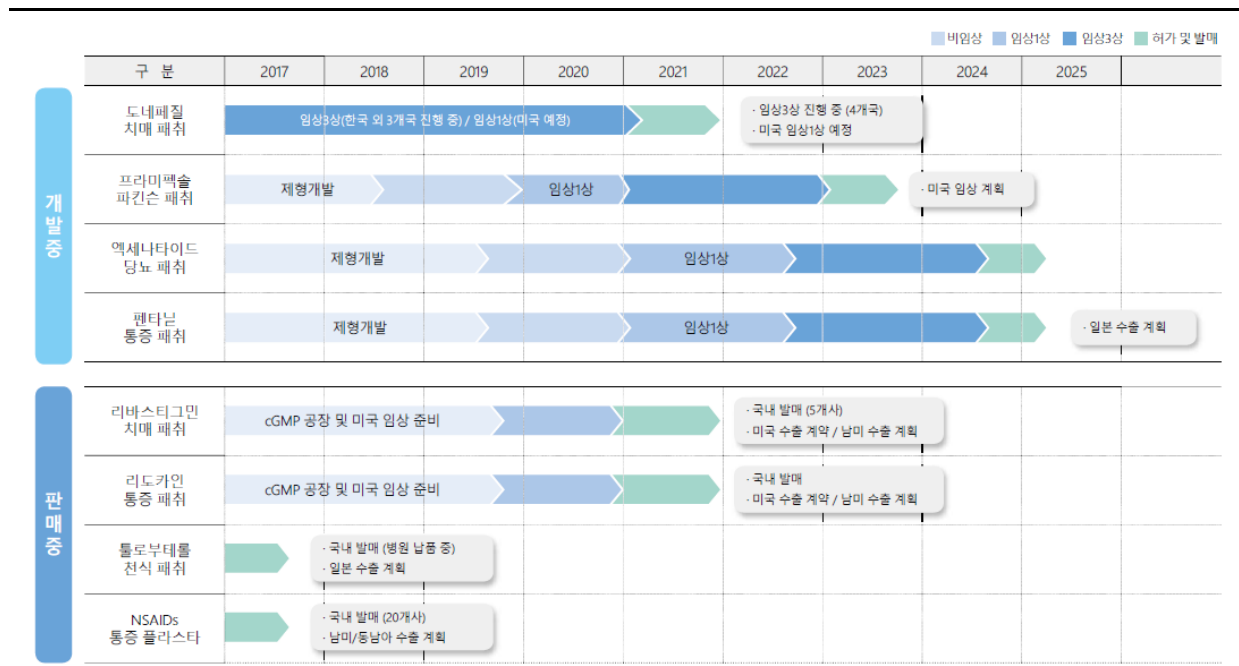 비임상 임상1상 임상3상 허가 및 발매
구 분 2017 2018 2019 2020 2021 2022 2023 2024 2025
개발중
도네페질
치매 패취
임상3상(한국 외 3개국 진행 중) / 임상1상(미국 예정)
· 임상3상 진행 중 (4개국)
· 미국 임상1상 예정
프라미펙솔
파킨슨 패취
제형개발 임상1상
· 미국 임상 계획
엑세나타이드
당뇨 패취
제형개발 임상1상
펜타닐
통증 패취
제형개발 임상1상
· 일본 수출 계획
판매중
리바스티그민
치매 패취
cGMP 공장 및 미국 임상 준비
· 국내 발매 (5개사)
· 미국 수출 계약 / 남미 수출 계획
리도카인
통증 패취
cGMP 공장 및 미국 임상 준비
· 국내 발매
· 미국 수출 계약 / 남미 수출 계획
툴로부테롤
천식 패취
· 국내 발매 (병원 납품 중)
· 일본 수출 계획
NSAIDs
통증 플라스타
· 국내 발매 (20개사)
· 남미/동남아 수출 계획